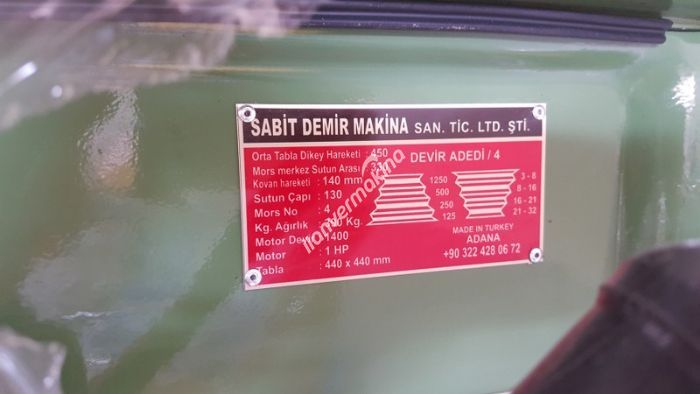 SABİT DEMİR MAKİNA SAN. TİC. LTD. ŞTİ.
Orta Tabla Dikey Hareketi : 450
Mors merkez Sutun Arası :
Kovan hareketi : 140 mm
Sutun Çapı : 130
Mors No : 4
Kg. Ağırlık : Kg.
Motor Devir : 1400
Motor : 1 HP
Tabla : 440 x 440 mm
DEVİR ADEDİ / 4
1250 3 - 8
500 8 - 16
250 16 - 21
125 21 - 32
MADE IN TURKEY
ADANA
+90 322 428 06 72
iranvermakina